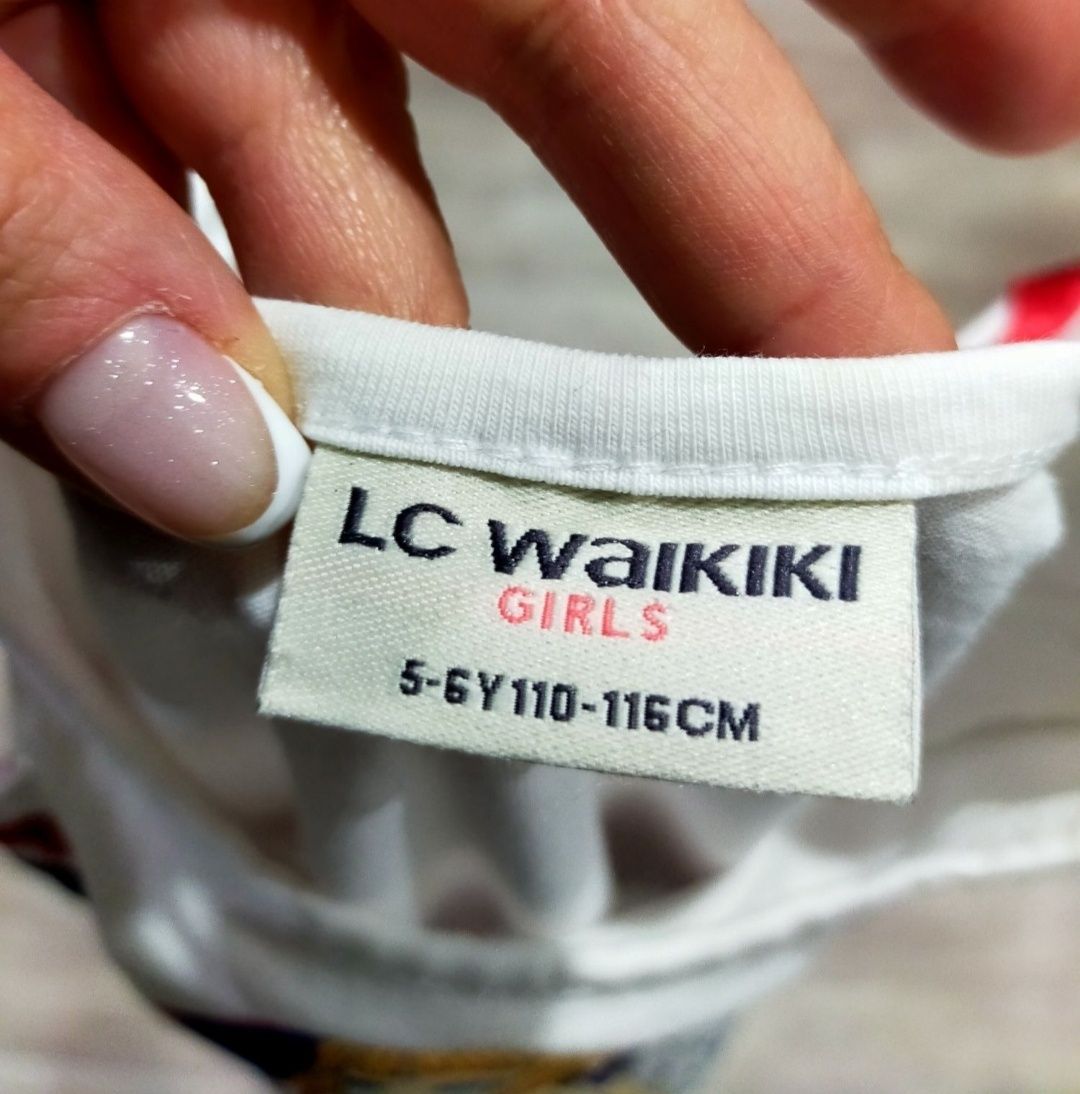 LC WAIKIKI
GIRLS
5-6Y 110-116CM